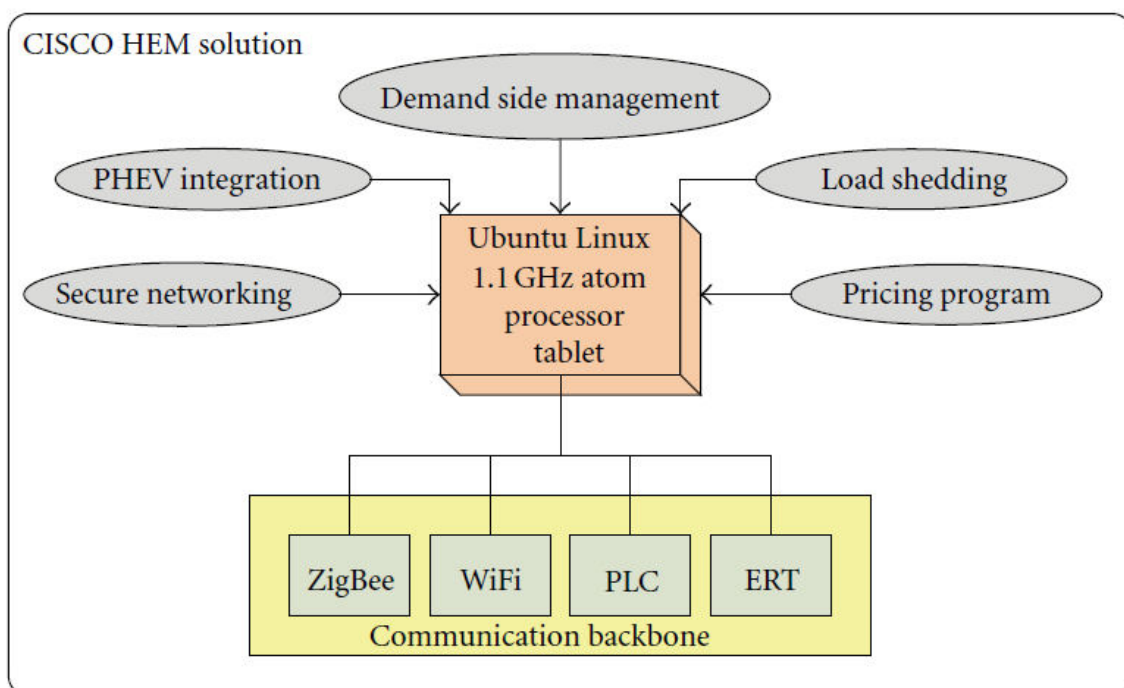 CISCO HEM solution
Demand side management
PHEV integration
Load shedding
Ubuntu Linux
1.1 GHz atom
processor
tablet
Secure networking
Pricing program
ZigBee
WiFi
PLC
ERT
Communication backbone